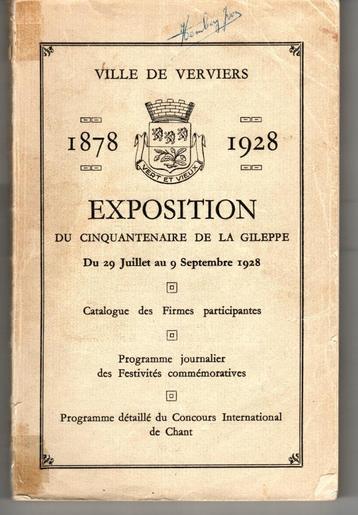 VILLE DE VERVIERS
1878 1928
VERT ET VIEUX
EXPOSITION
DU CINQUANTENAIRE DE LA GILEPPE
Du 29 Juillet au 9 Septembre 1928
Catalogue des Firmes participantes
Programme journalier
des Festivités commémoratives
Programme détaillé du Concours International
de Chant